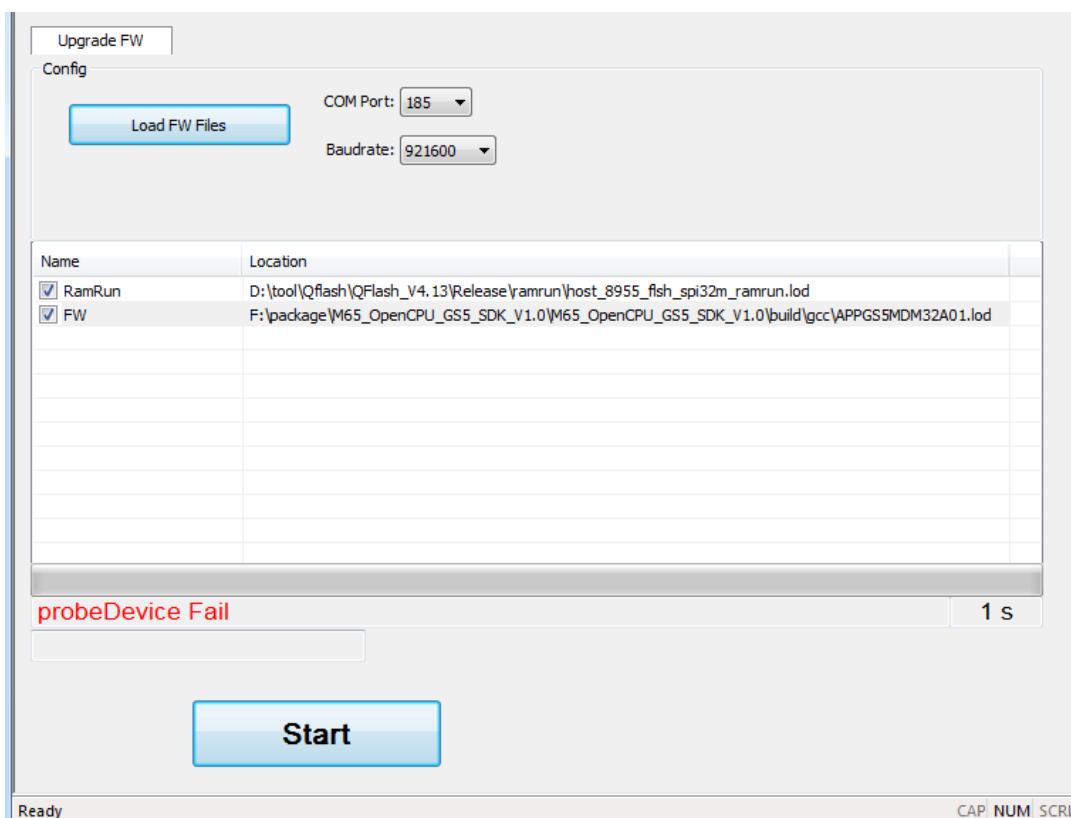 Upgrade FW
Config
Load FW Files
COM Port: 185
Baudrate: 921600
Name Location
RamRun D:\tool\Qflash\QFlash_V4.13\Release\ramrun\host_8955_flsh_spi32m_ramrun.lod
FW F:\package\M65_OpenCPU_GS5_SDK_V1.0\M65_OpenCPU_GS5_SDK_V1.0\build\gcc\APPGS5MDM32A01.lod
probeDevice Fail 1 s
Start
Ready CAP NUM SCRL